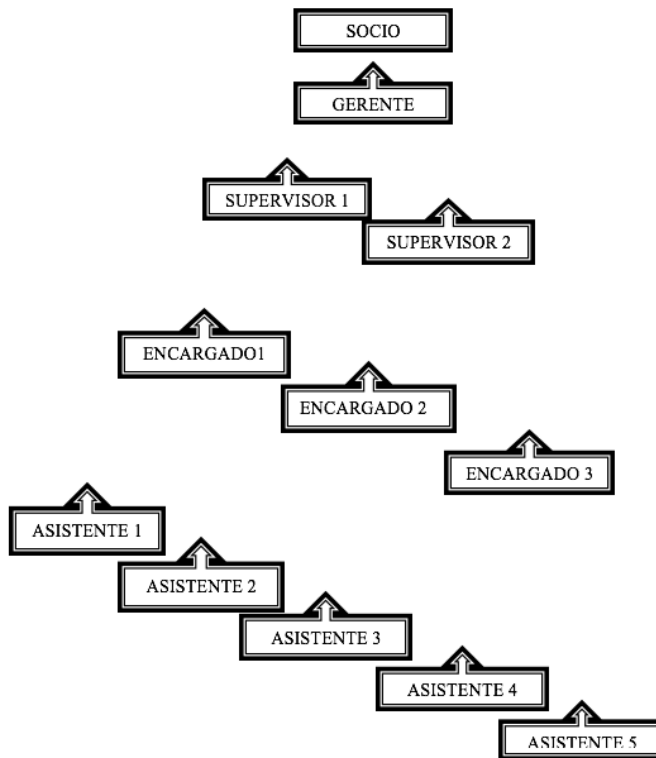 SOCIO
GERENTE
SUPERVISOR 1
SUPERVISOR 2
ENCARGADO1
ENCARGADO 2
ENCARGADO 3
ASISTENTE 1
ASISTENTE 2
ASISTENTE 3
ASISTENTE 4
ASISTENTE 5